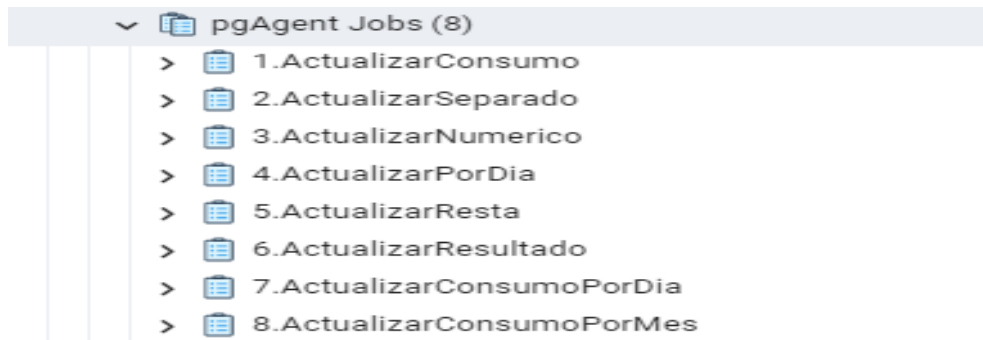 pgAgent Jobs (8)
1.ActualizarConsumo
2.ActualizarSeparado
3.ActualizarNumerico
4.ActualizarPorDia
5.ActualizarResta
6.ActualizarResultado
7.ActualizarConsumoPorDia
8.ActualizarConsumoPorMes